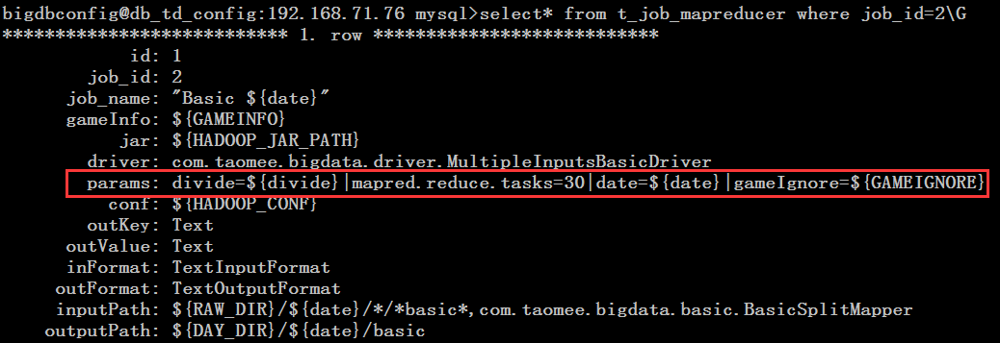 bigdbconfig@db_td_config:192.168.71.76 mysql>select* from t_job_mapreducer where job_id=2\G
*************************** 1. row ***************************
id: 1
job_id: 2
job_name: "Basic ${date}"
gameInfo: ${GAMEINFO}
jar: ${HADOOP_JAR_PATH}
driver: com.taomee.bigdata.driver.MultipleInputsBasicDriver
params: divide=${divide}|mapred.reduce.tasks=30|date=${date}|gameIgnore=${GAMEIGNORE}
conf: ${HADOOP_CONF}
outKey: Text
outValue: Text
inFormat: TextInputFormat
outFormat: TextOutputFormat
inputPath: ${RAW_DIR}/${date}/*/*basic*,com.taomee.bigdata.basic.BasicSplitMapper
outputPath: ${DAY_DIR}/${date}/basic